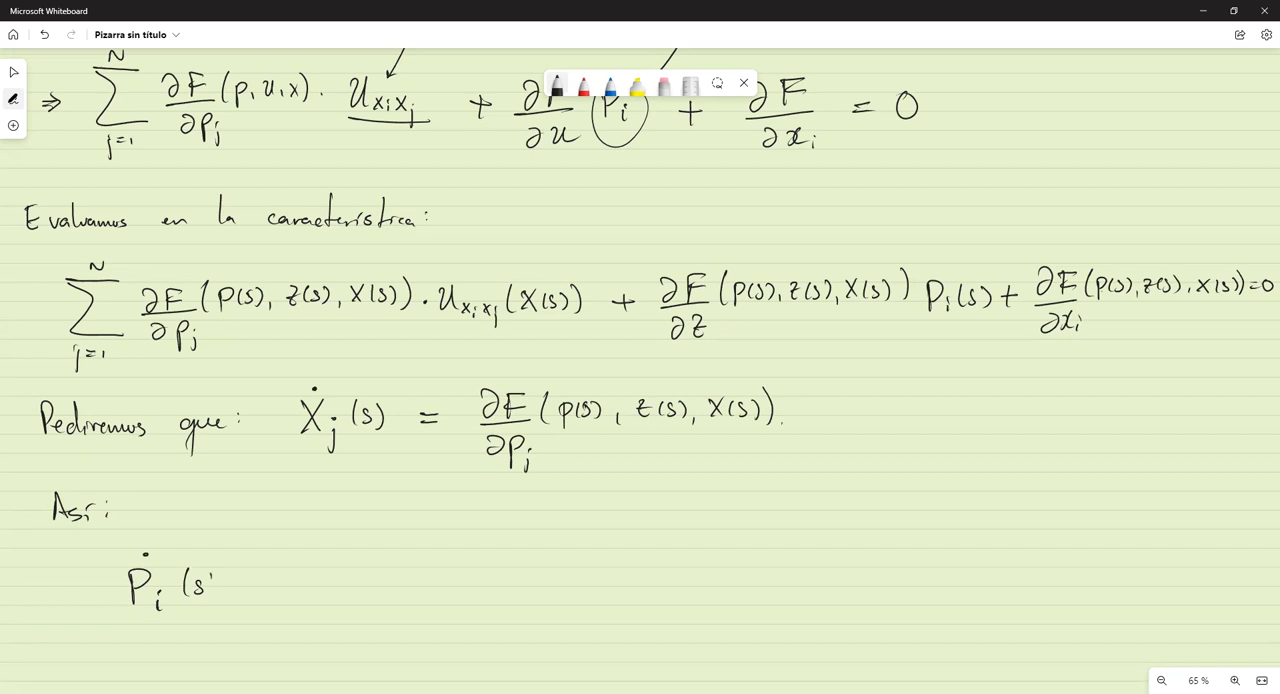 Microsoft Whiteboard
Pizarra sin título
⇒ ∑_{j=1}^{N} ∂F/∂p_j (p, u, x) · u_{x_i x_j} + ∂F/∂u p_i + ∂F/∂x_i = 0
Evaluamos en la característica:
∑_{j=1}^{N} ∂F/∂p_j (p(s), z(s), x(s)) · u_{x_i x_j} (x(s)) + ∂F/∂z (p(s), z(s), x(s)) p_i(s) + ∂F/∂x_i (p(s), z(s), x(s)) = 0
Pediremos que: ẋ_j (s) = ∂F/∂p_j (p(s), z(s), x(s)).
Así:
ṗ_i (s
65 %